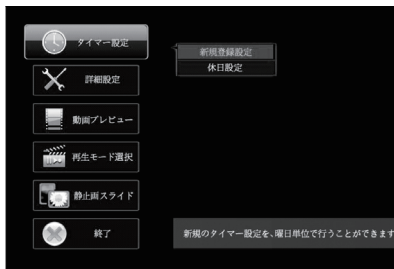 タイマー設定
新規登録設定
休日設定
詳細設定
動画プレビュー
再生モード選択
静止画スライド
終了
新規のタイマー設定を、曜日単位で行うことができます